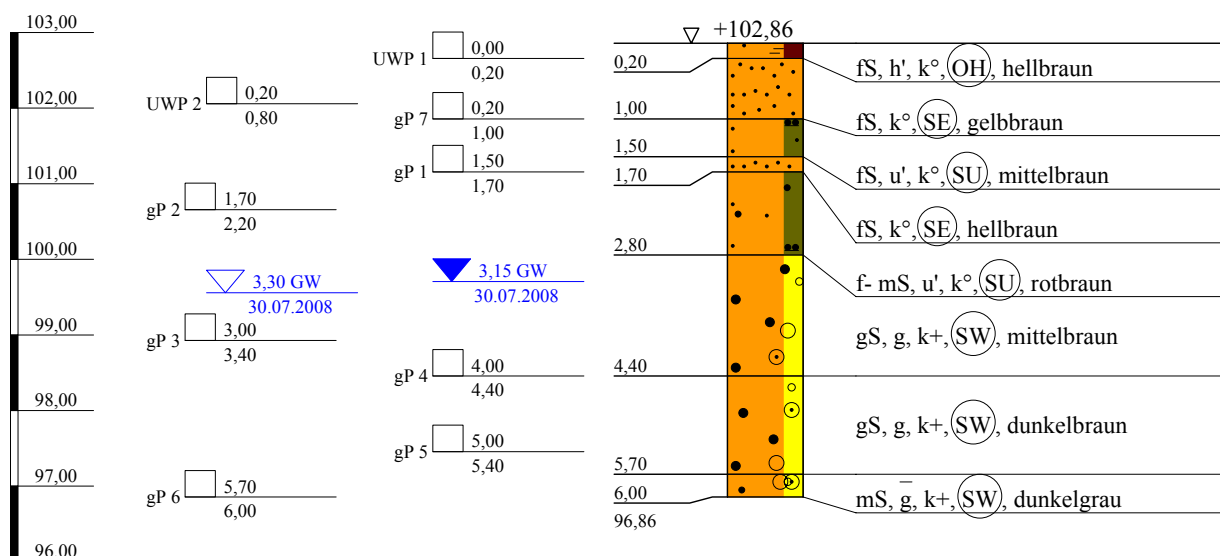 103,00
102,00
101,00
100,00
99,00
98,00
97,00
96,00
UWP 2
0,20
0,80
gP 2
1,70
2,20
3,30 GW
30.07.2008
gP 3
3,00
3,40
gP 6
5,70
6,00
UWP 1
0,00
0,20
gP 7
0,20
1,00
gP 1
1,50
1,70
3,15 GW
30.07.2008
gP 4
4,00
4,40
gP 5
5,00
5,40
+102,86
0,20
1,00
1,50
1,70
2,80
4,40
5,70
6,00
96,86
fS, h', k°, OH, hellbraun
fS, k°, SE, gelbbraun
fS, u', k°, SU, mittelbraun
fS, k°, SE, hellbraun
f- mS, u', k°, SU, rotbraun
gS, g, k+, SW, mittelbraun
gS, g, k+, SW, dunkelbraun
mS, g̅, k+, SW, dunkelgrau